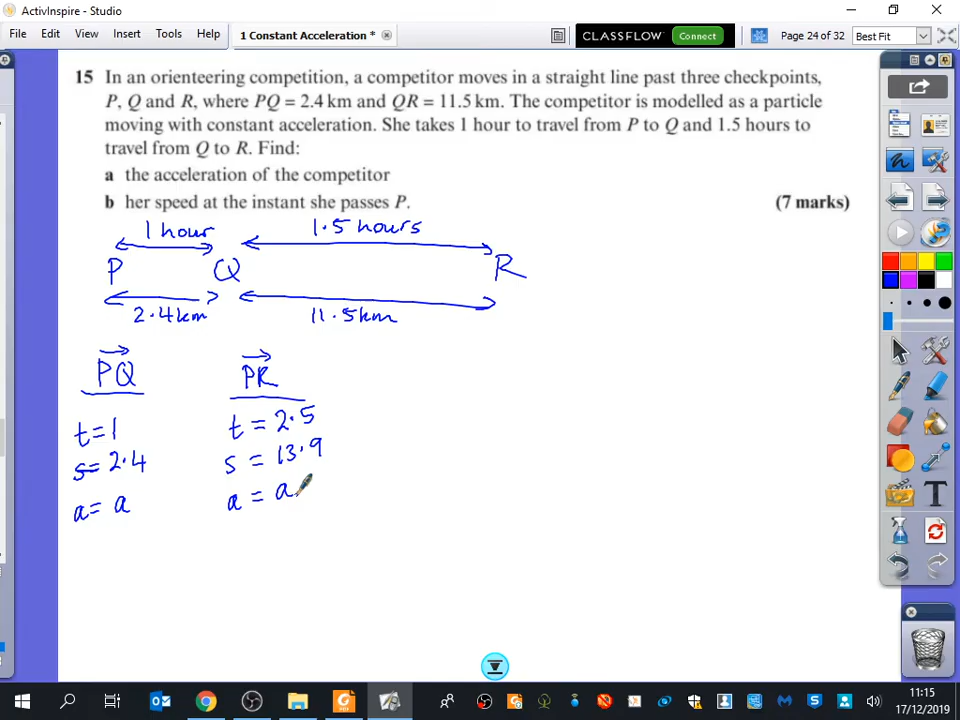 ActivInspire - Studio
File Edit View Insert Tools Help
1 Constant Acceleration *
CLASSFLOW Connect
Page 24 of 32
Best Fit
15 In an orienteering competition, a competitor moves in a straight line past three checkpoints,
P, Q and R, where PQ = 2.4 km and QR = 11.5 km. The competitor is modelled as a particle
moving with constant acceleration. She takes 1 hour to travel from P to Q and 1.5 hours to
travel from Q to R. Find:
a the acceleration of the competitor
b her speed at the instant she passes P. (7 marks)
1 hour 1.5 hours
P Q R
2.4km 11.5km
PQ PR
t=1 t = 2.5
s= 2.4 s = 13.9
a= a a = a
11:15
17/12/2019